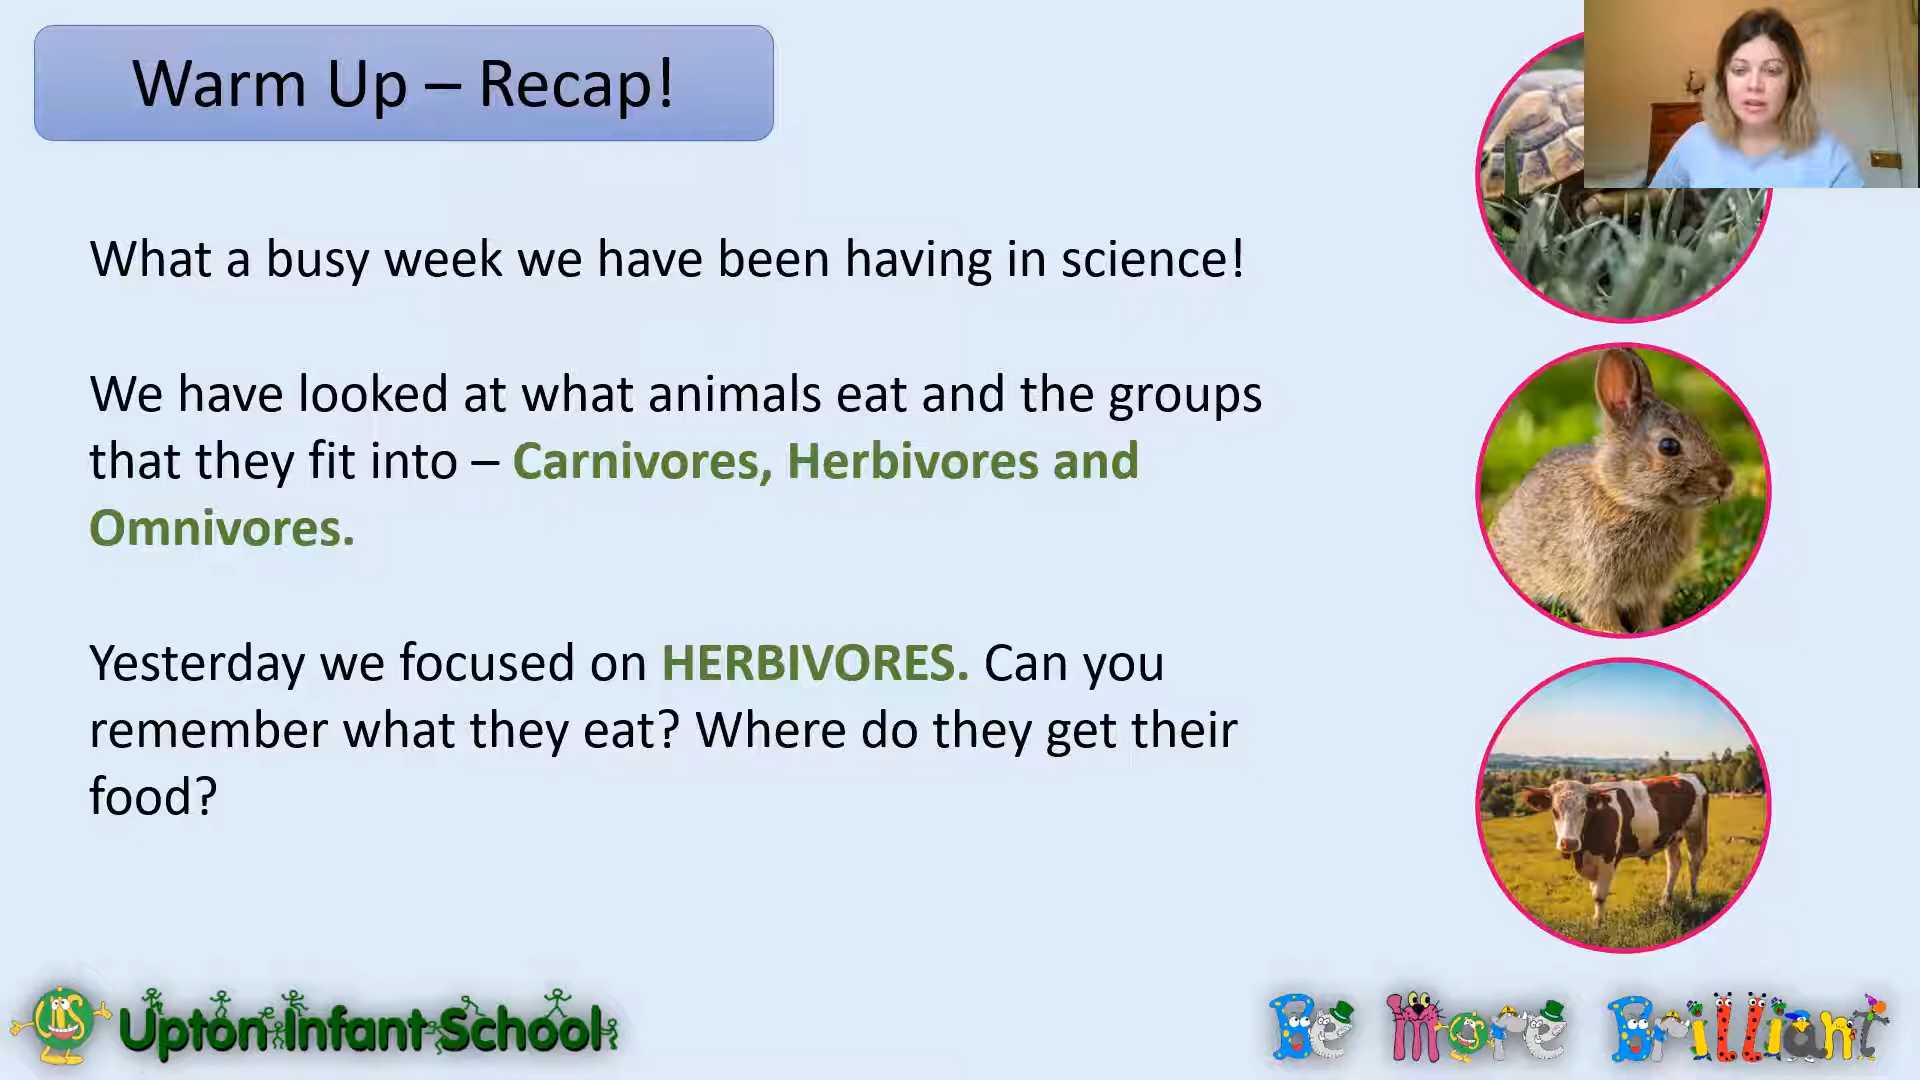 Warm Up – Recap!
What a busy week we have been having in science!
We have looked at what animals eat and the groups
that they fit into – Carnivores, Herbivores and
Omnivores.
Yesterday we focused on HERBIVORES. Can you
remember what they eat? Where do they get their
food?
UIS Upton Infant School
Be More Brilliant